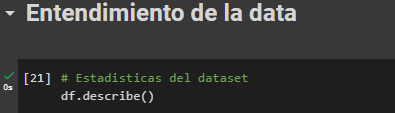 Entendimiento de la data
[21] # Estadisticas del dataset
0s df.describe()